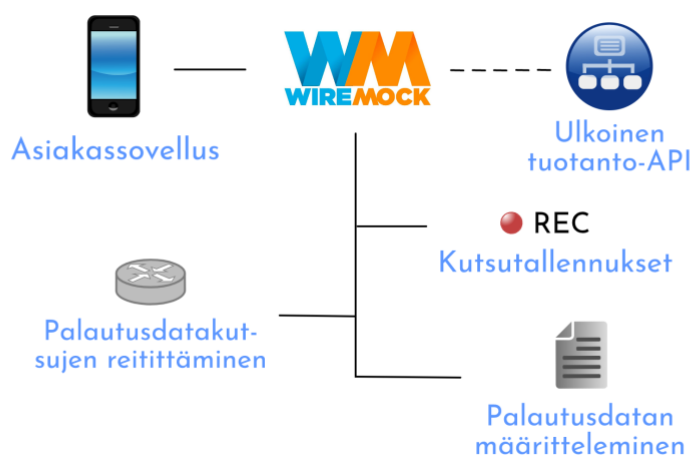 WIREMOCK
Asiakassovellus
Ulkoinen
tuotanto-API
REC
Kutsutallennukset
Palautusdatakut-
sujen reitittäminen
Palautusdatan
määritteleminen